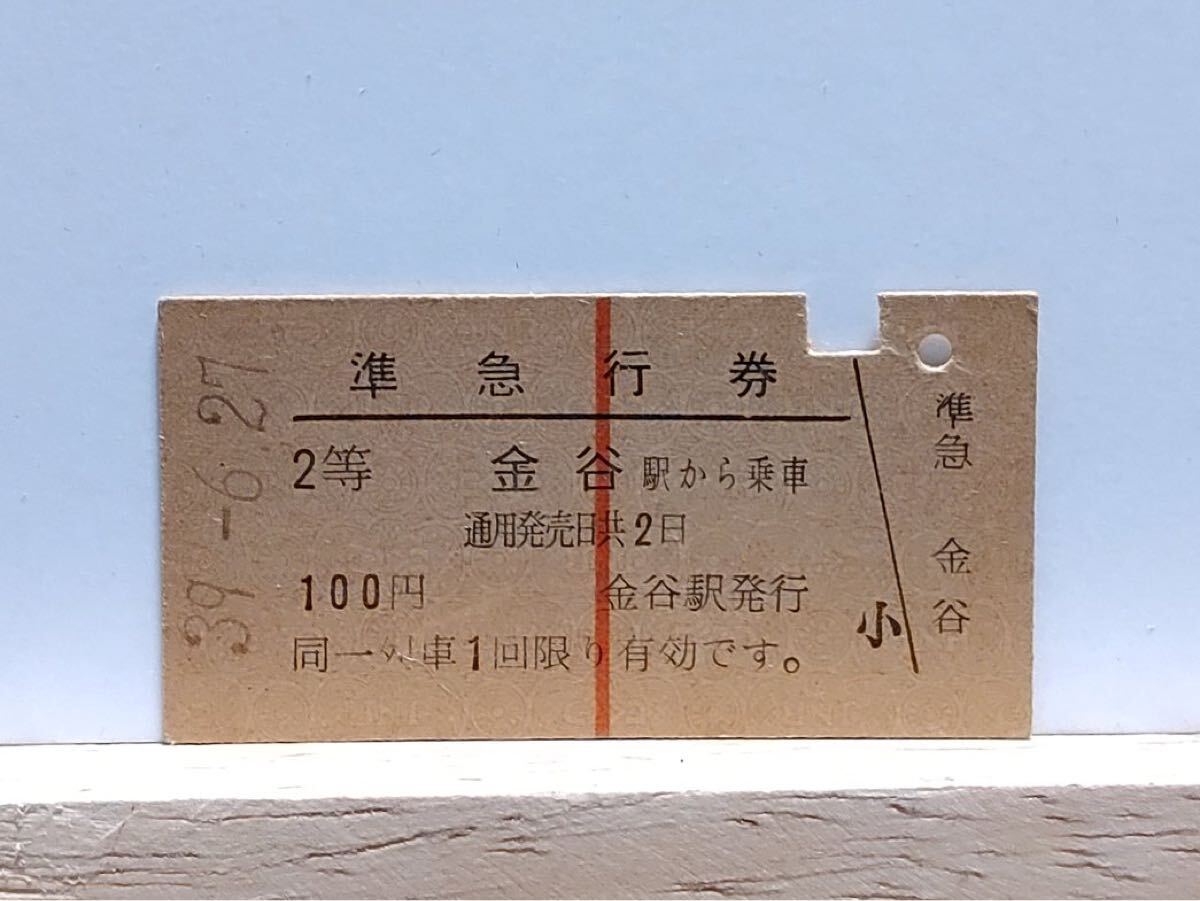 準急行券
2等 金谷駅から乗車
通用発売日共2日
100円 金谷駅発行
同一列車1回限り有効です。
小
準急 金谷
39-6.27